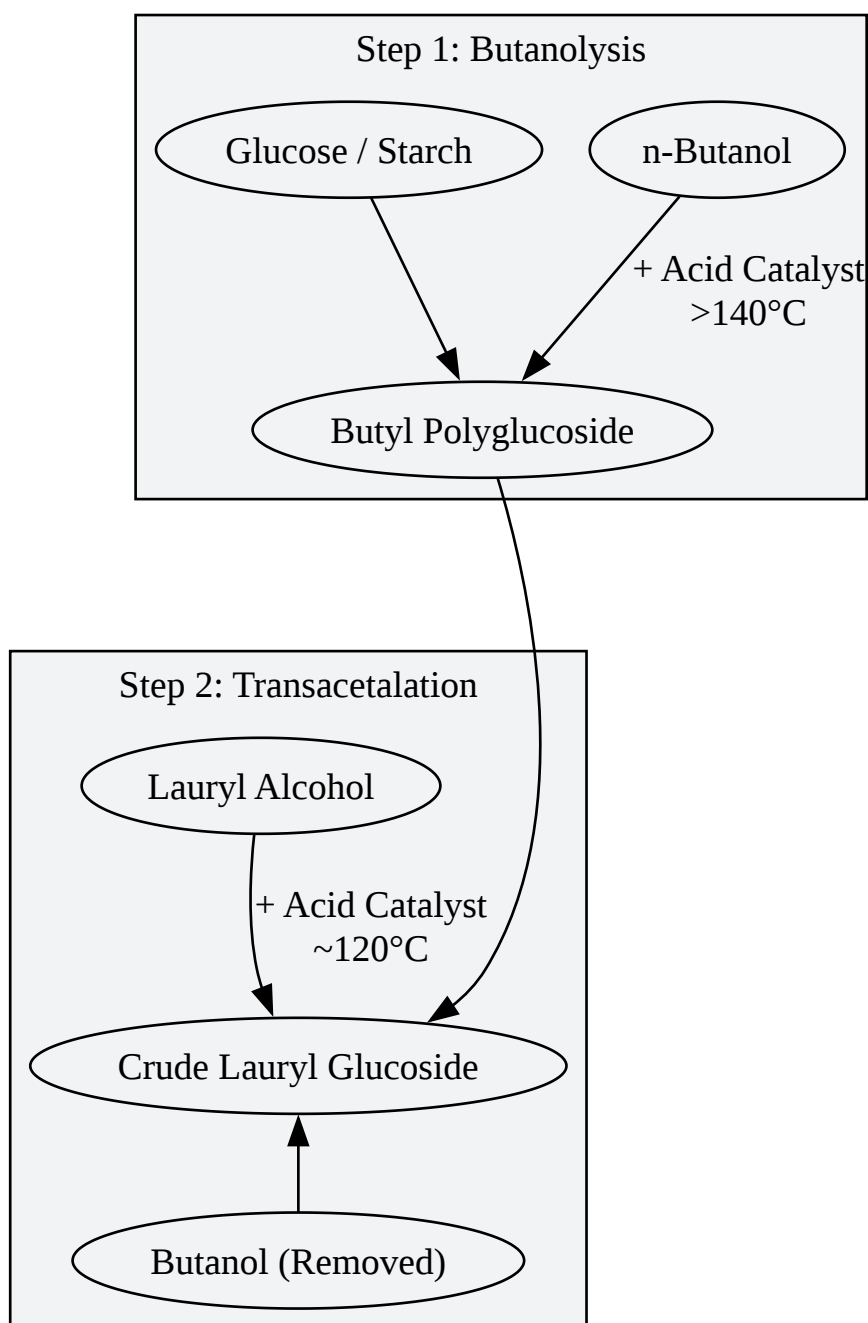 Step 1: Butanolysis
Glucose / Starch
n-Butanol
+ Acid Catalyst
>140°C
Butyl Polyglucoside
Step 2: Transacetalation
Lauryl Alcohol
+ Acid Catalyst
~120°C
Crude Lauryl Glucoside
Butanol (Removed)